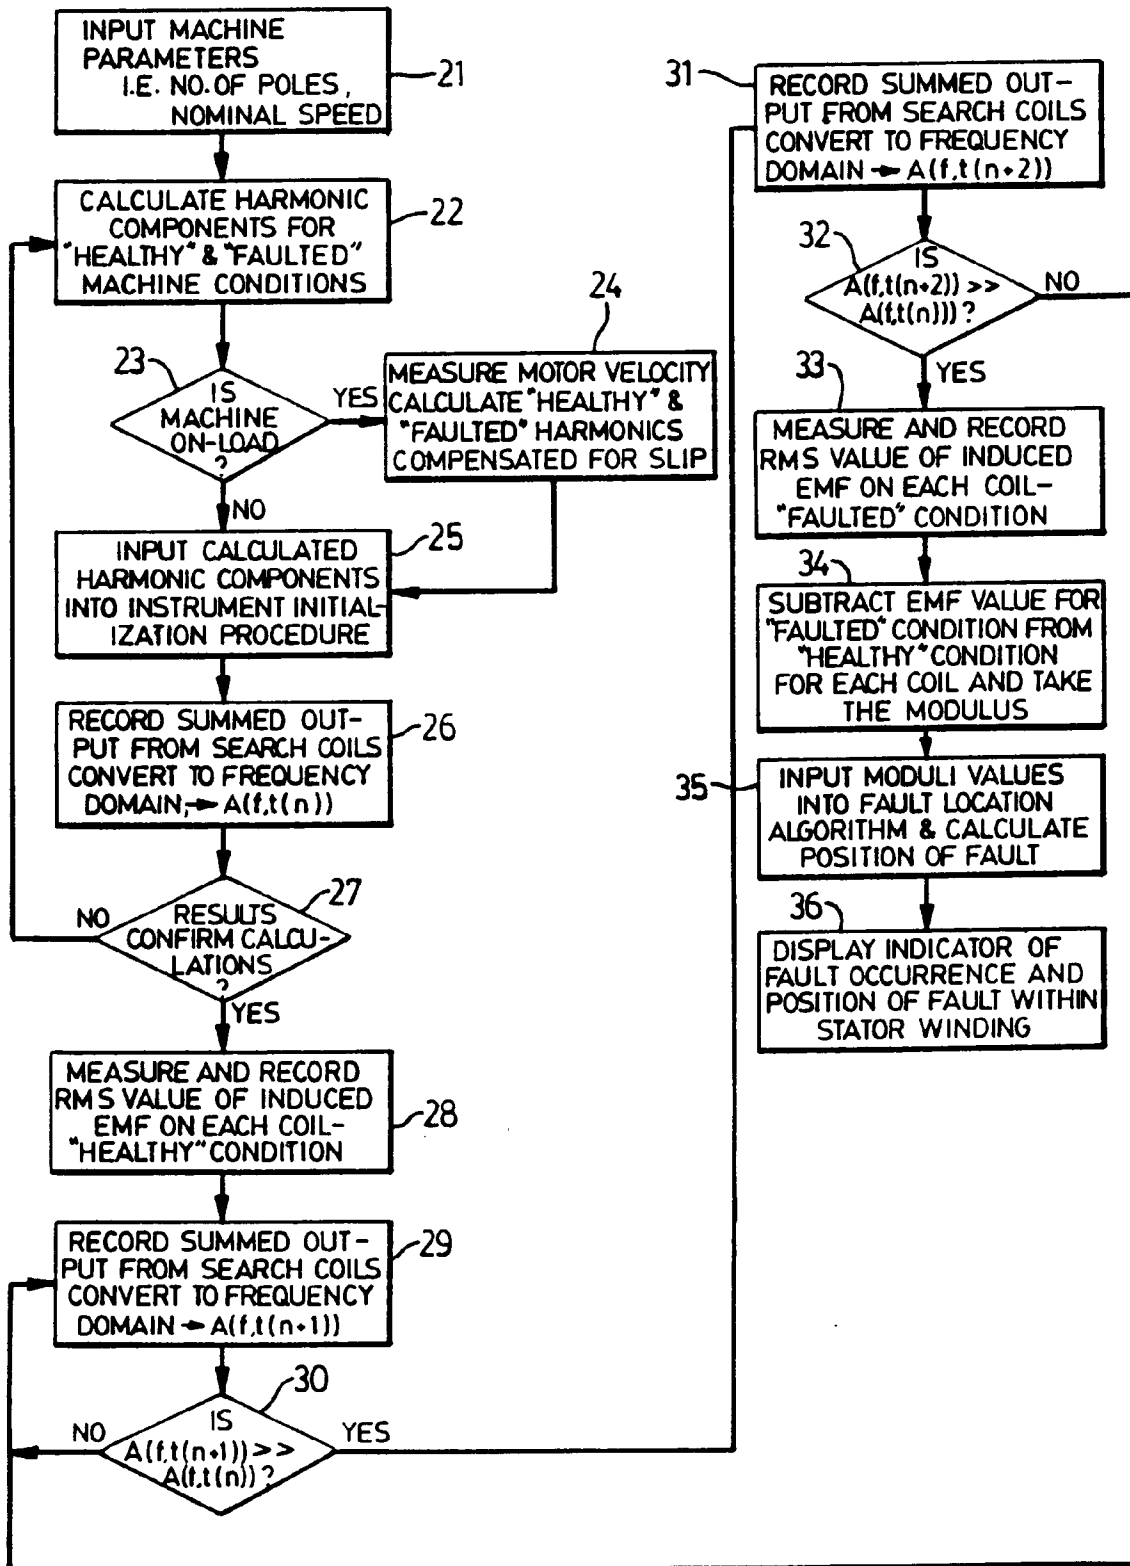 INPUT MACHINE
PARAMETERS
I.E. NO. OF POLES,
NOMINAL SPEED
21
CALCULATE HARMONIC
COMPONENTS FOR
"HEALTHY" & "FAULTED"
MACHINE CONDITIONS
22
23
IS
MACHINE
ON-LOAD
?
YES
NO
24
MEASURE MOTOR VELOCITY
CALCULATE "HEALTHY" &
"FAULTED" HARMONICS
COMPENSATED FOR SLIP
INPUT CALCULATED
HARMONIC COMPONENTS
INTO INSTRUMENT INITIAL-
IZATION PROCEDURE
25
RECORD SUMMED OUT-
PUT FROM SEARCH COILS
CONVERT TO FREQUENCY
DOMAIN, → A(f,t(n))
26
27
RESULTS
CONFIRM CALCU-
LATIONS
?
NO
YES
MEASURE AND RECORD
RMS VALUE OF INDUCED
EMF ON EACH COIL-
"HEALTHY" CONDITION
28
RECORD SUMMED OUT-
PUT FROM SEARCH COILS
CONVERT TO FREQUENCY
DOMAIN → A(f,t(n+1))
29
30
IS
A(f,t(n+1)) >>
A(f,t(n)) ?
NO
YES
31
RECORD SUMMED OUT-
PUT FROM SEARCH COILS
CONVERT TO FREQUENCY
DOMAIN → A(f,t(n+2))
32
IS
A(f,t(n+2)) >>
A(f,t(n))) ?
NO
YES
33
MEASURE AND RECORD
RMS VALUE OF INDUCED
EMF ON EACH COIL-
"FAULTED" CONDITION
34
SUBTRACT EMF VALUE FOR
"FAULTED" CONDITION FROM
"HEALTHY" CONDITION
FOR EACH COIL AND TAKE
THE MODULUS
35
INPUT MODULI VALUES
INTO FAULT LOCATION
ALGORITHM & CALCULATE
POSITION OF FAULT
36
DISPLAY INDICATOR OF
FAULT OCCURRENCE AND
POSITION OF FAULT WITHIN
STATOR WINDING